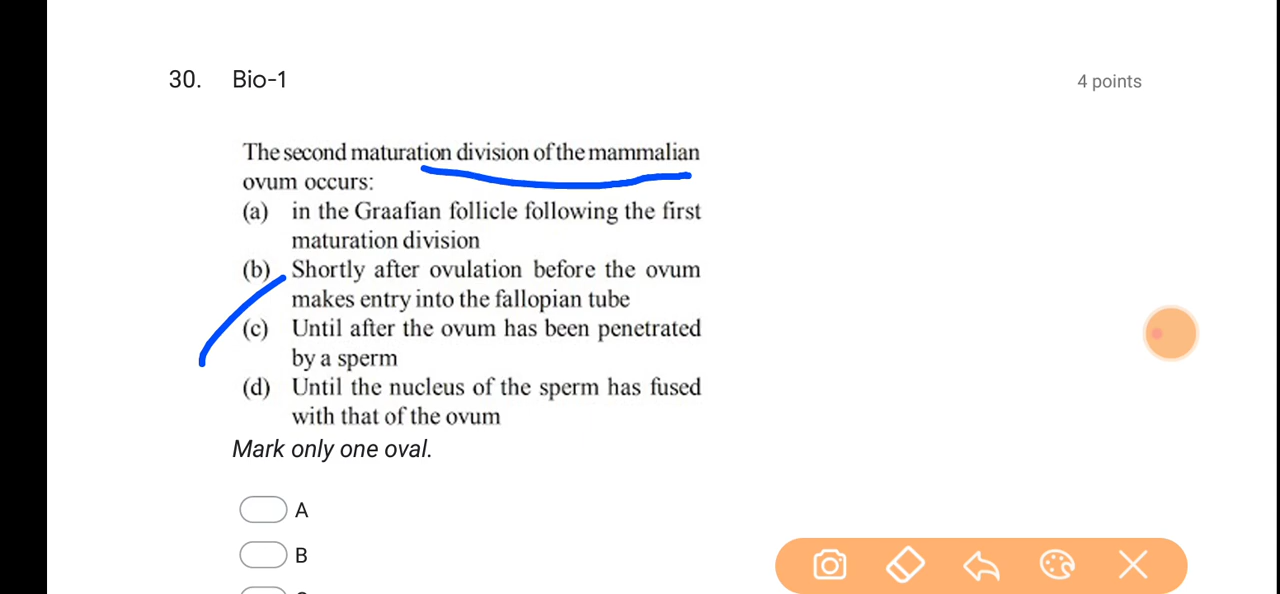 30. Bio-1 4 points
The second maturation division of the mammalian
ovum occurs:
(a) in the Graafian follicle following the first
maturation division
(b) Shortly after ovulation before the ovum
makes entry into the fallopian tube
(c) Until after the ovum has been penetrated
by a sperm
(d) Until the nucleus of the sperm has fused
with that of the ovum
Mark only one oval.
A
B